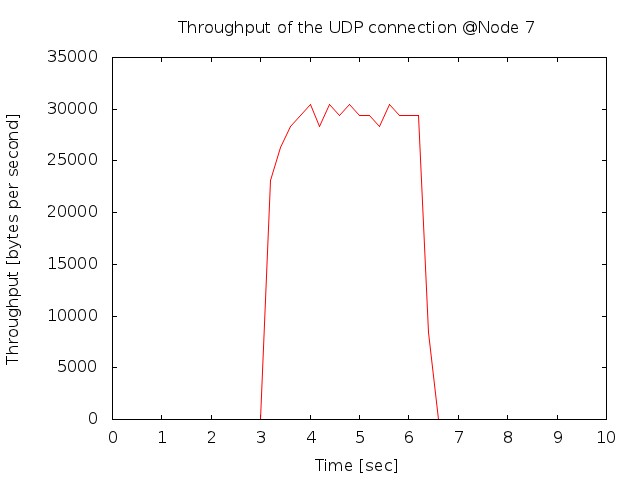 Throughput of the UDP connection @Node 7
35000
30000
25000
20000
15000
10000
5000
0
Throughput [bytes per second]
0 1 2 3 4 5 6 7 8 9 10
Time [sec]